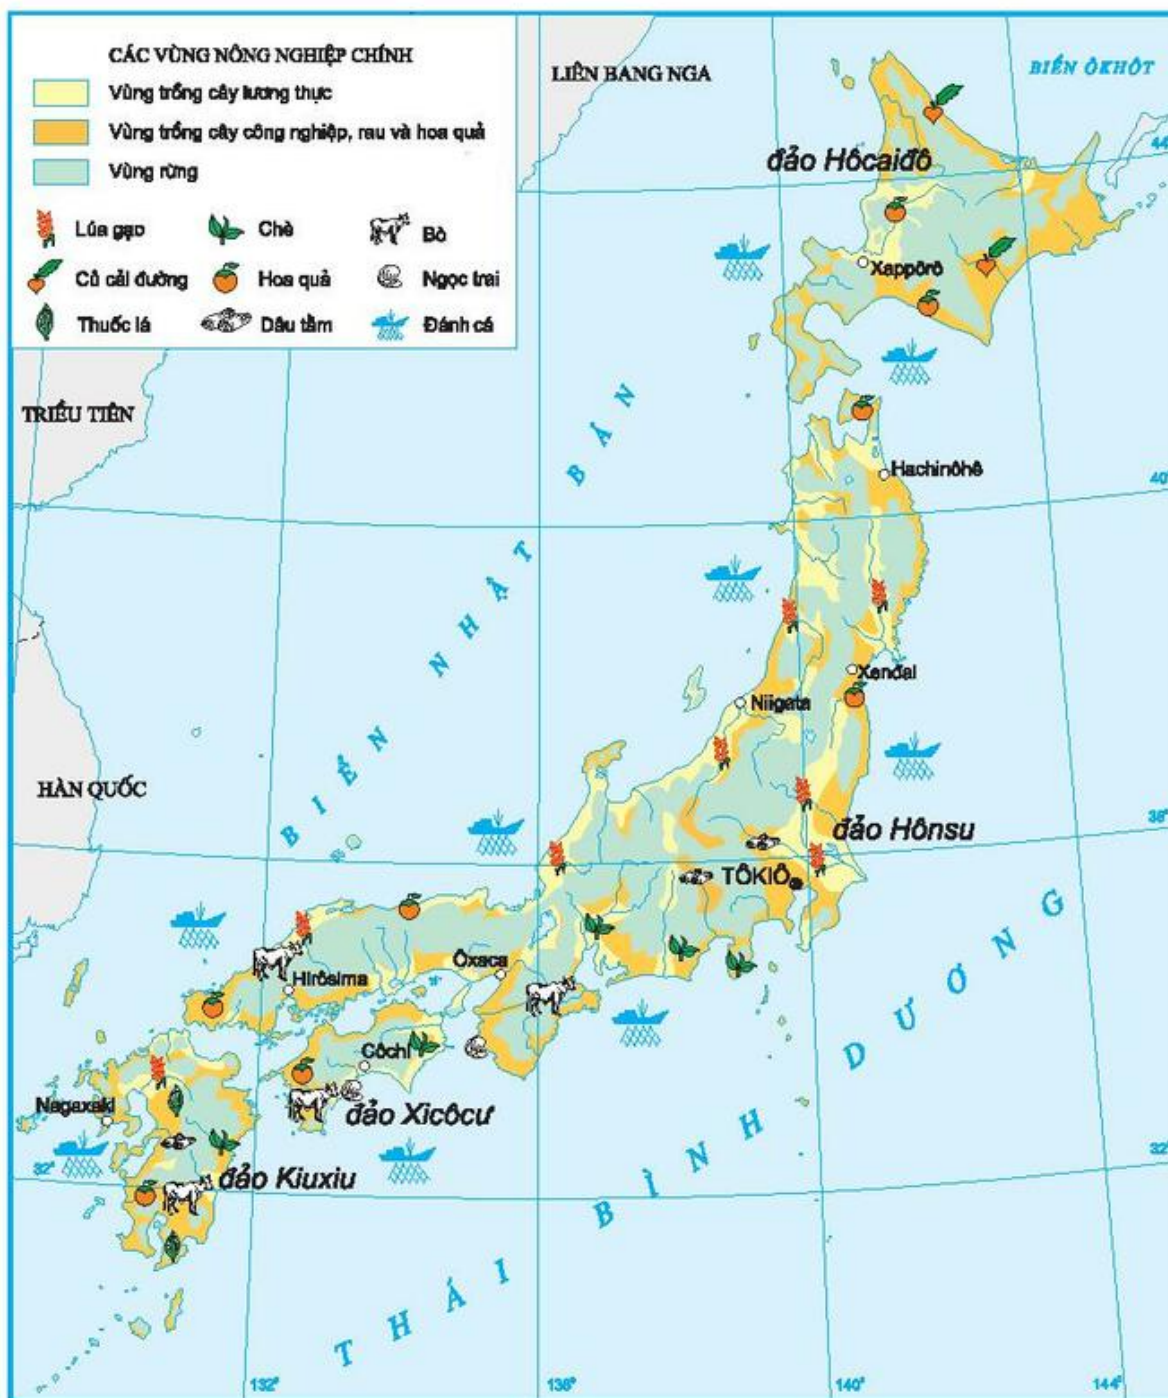 CÁC VÙNG NÔNG NGHIỆP CHÍNH
Vùng trồng cây lương thực
Vùng trồng cây công nghiệp, rau và hoa quả
Vùng rừng
Lúa gạo
Chè
Bò
Củ cải đường
Hoa quả
Ngọc trai
Thuốc lá
Dâu tằm
Đánh cá
LIÊN BANG NGA
BIỂN ÔKHÔT
44°
đảo Hôcaiđô
Xappôrô
TRIỀU TIÊN
Hachinôhê
40°
BIỂN NHẬT BẢN
Xenđai
Niigata
HÀN QUỐC
đảo Hônsu
36°
TÔKIÔ
Ôxaca
Hirôsima
Côchi
Nagaxaki
đảo Xicôcư
đảo Kiuxiu
32°
32°
THÁI BÌNH DƯƠNG
132°
136°
140°
144°